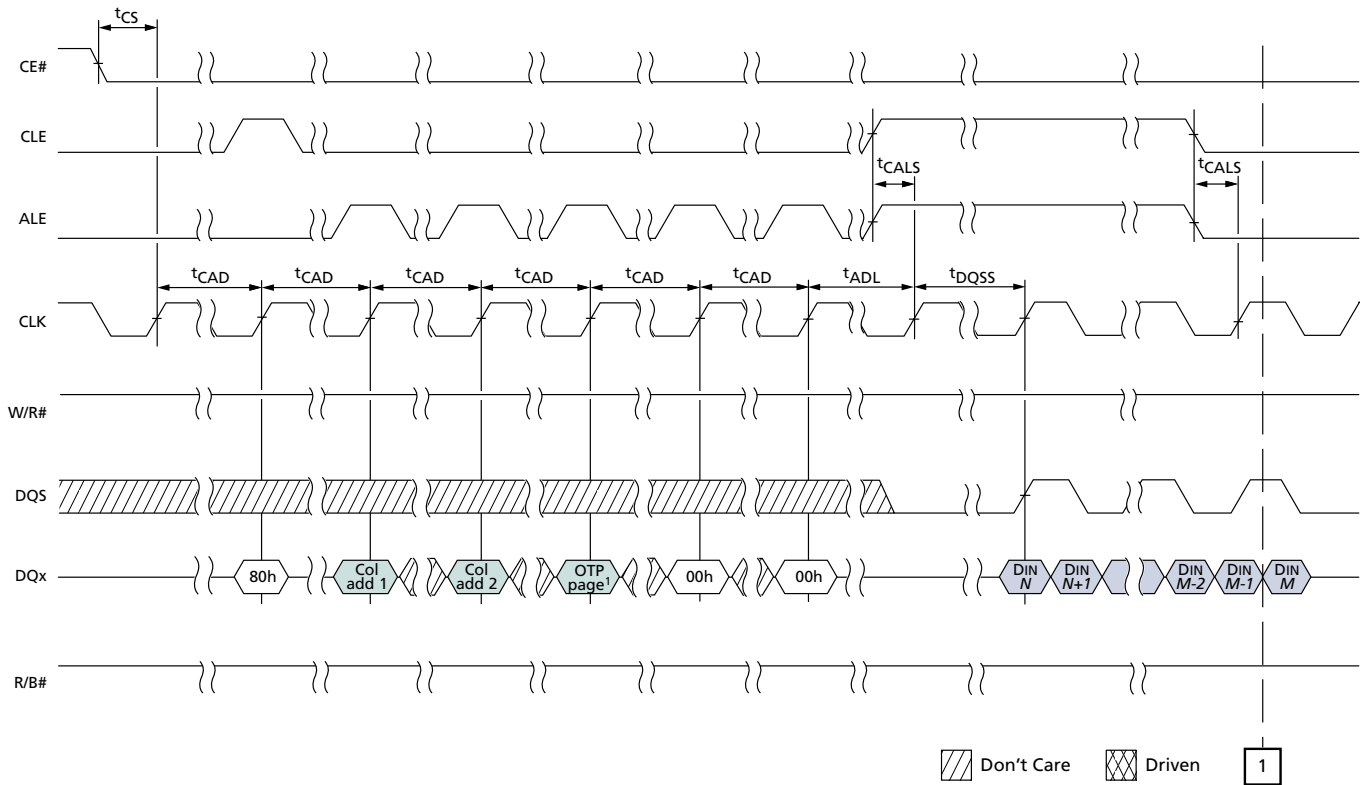 tCS
CE#
CLE
tCALS
tCALS
ALE
tCAD
tCAD
tCAD
tCAD
tCAD
tCAD
tADL
tDQSS
CLK
W/R#
DQS
DQx
80h
Col
add 1
Col
add 2
OTP
page1
00h
00h
DIN
N
DIN
N+1
DIN
M-2
DIN
M-1
DIN
M
R/B#
Don't Care
Driven
1